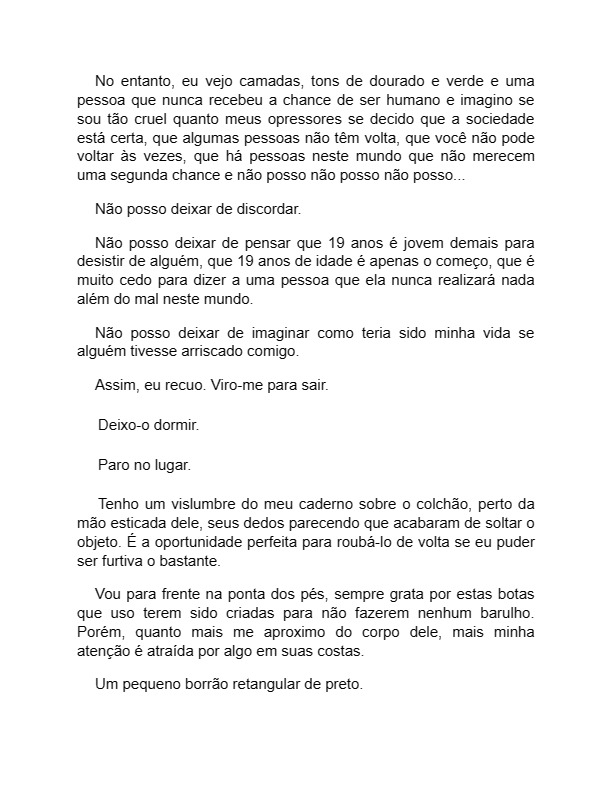 No entanto, eu vejo camadas, tons de dourado e verde e uma
pessoa que nunca recebeu a chance de ser humano e imagino se
sou tão cruel quanto meus opressores se decido que a sociedade
está certa, que algumas pessoas não têm volta, que você não pode
voltar às vezes, que há pessoas neste mundo que não merecem
uma segunda chance e não posso não posso não posso...
Não posso deixar de discordar.
Não posso deixar de pensar que 19 anos é jovem demais para
desistir de alguém, que 19 anos de idade é apenas o começo, que é
muito cedo para dizer a uma pessoa que ela nunca realizará nada
além do mal neste mundo.
Não posso deixar de imaginar como teria sido minha vida se
alguém tivesse arriscado comigo.
Assim, eu recuo. Viro-me para sair.
Deixo-o dormir.
Paro no lugar.
Tenho um vislumbre do meu caderno sobre o colchão, perto da
mão esticada dele, seus dedos parecendo que acabaram de soltar o
objeto. É a oportunidade perfeita para roubá-lo de volta se eu puder
ser furtiva o bastante.
Vou para frente na ponta dos pés, sempre grata por estas botas
que uso terem sido criadas para não fazerem nenhum barulho.
Porém, quanto mais me aproximo do corpo dele, mais minha
atenção é atraída por algo em suas costas.
Um pequeno borrão retangular de preto.